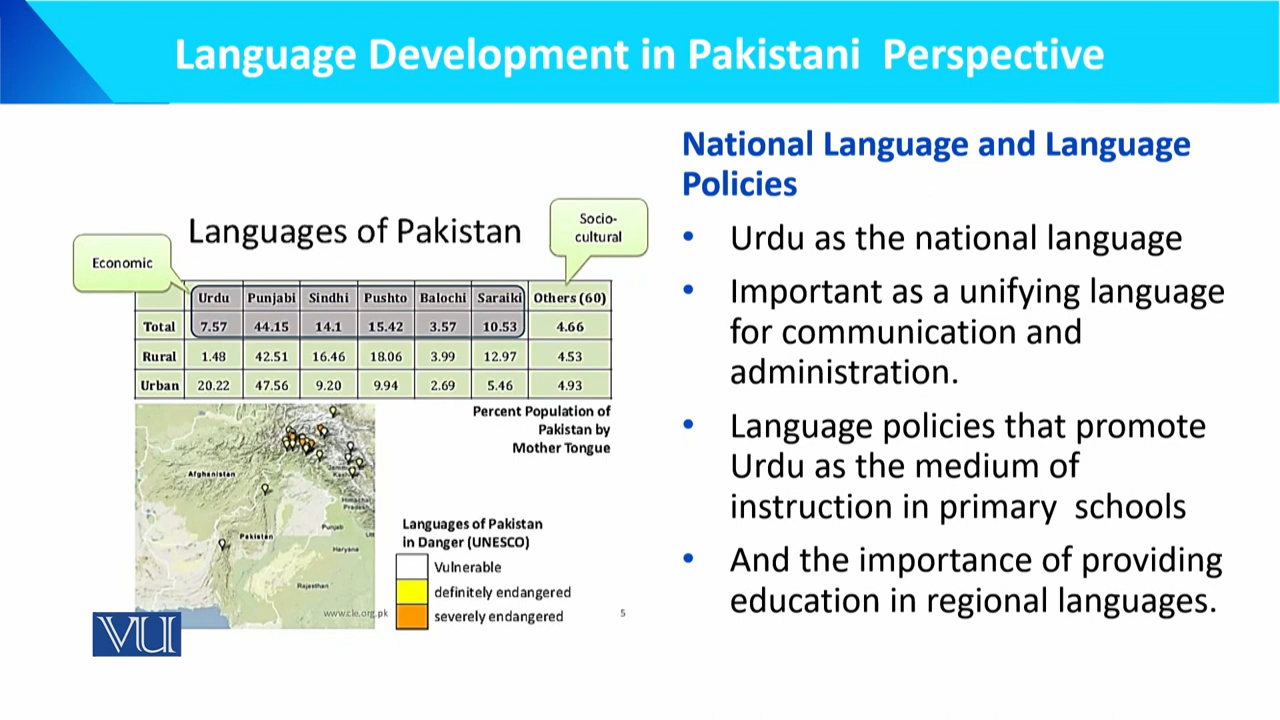 Language Development in Pakistani  Perspective
Languages of Pakistan
Economic
Socio-
cultural
Urdu Punjabi Sindhi Pushto Balochi Saraiki Others (60)
Total 7.57 44.15 14.1 15.42 3.57 10.53 4.66
Rural 1.48 42.51 16.46 18.06 3.99 12.97 4.53
Urban 20.22 47.56 9.20 9.94 2.69 5.46 4.93
Percent Population of
Pakistan by
Mother Tongue
Afghanistan
Jammu
Kashmir
Himachal
Pradesh
Punjab
Pakistan
Haryana
Rajasthan
Languages of Pakistan
in Danger (UNESCO)
Vulnerable
definitely endangered
severely endangered
www.cle.org.pk
5
VU
National Language and Language
Policies
• Urdu as the national language
• Important as a unifying language
for communication and
administration.
• Language policies that promote
Urdu as the medium of
instruction in primary  schools
• And the importance of providing
education in regional languages.